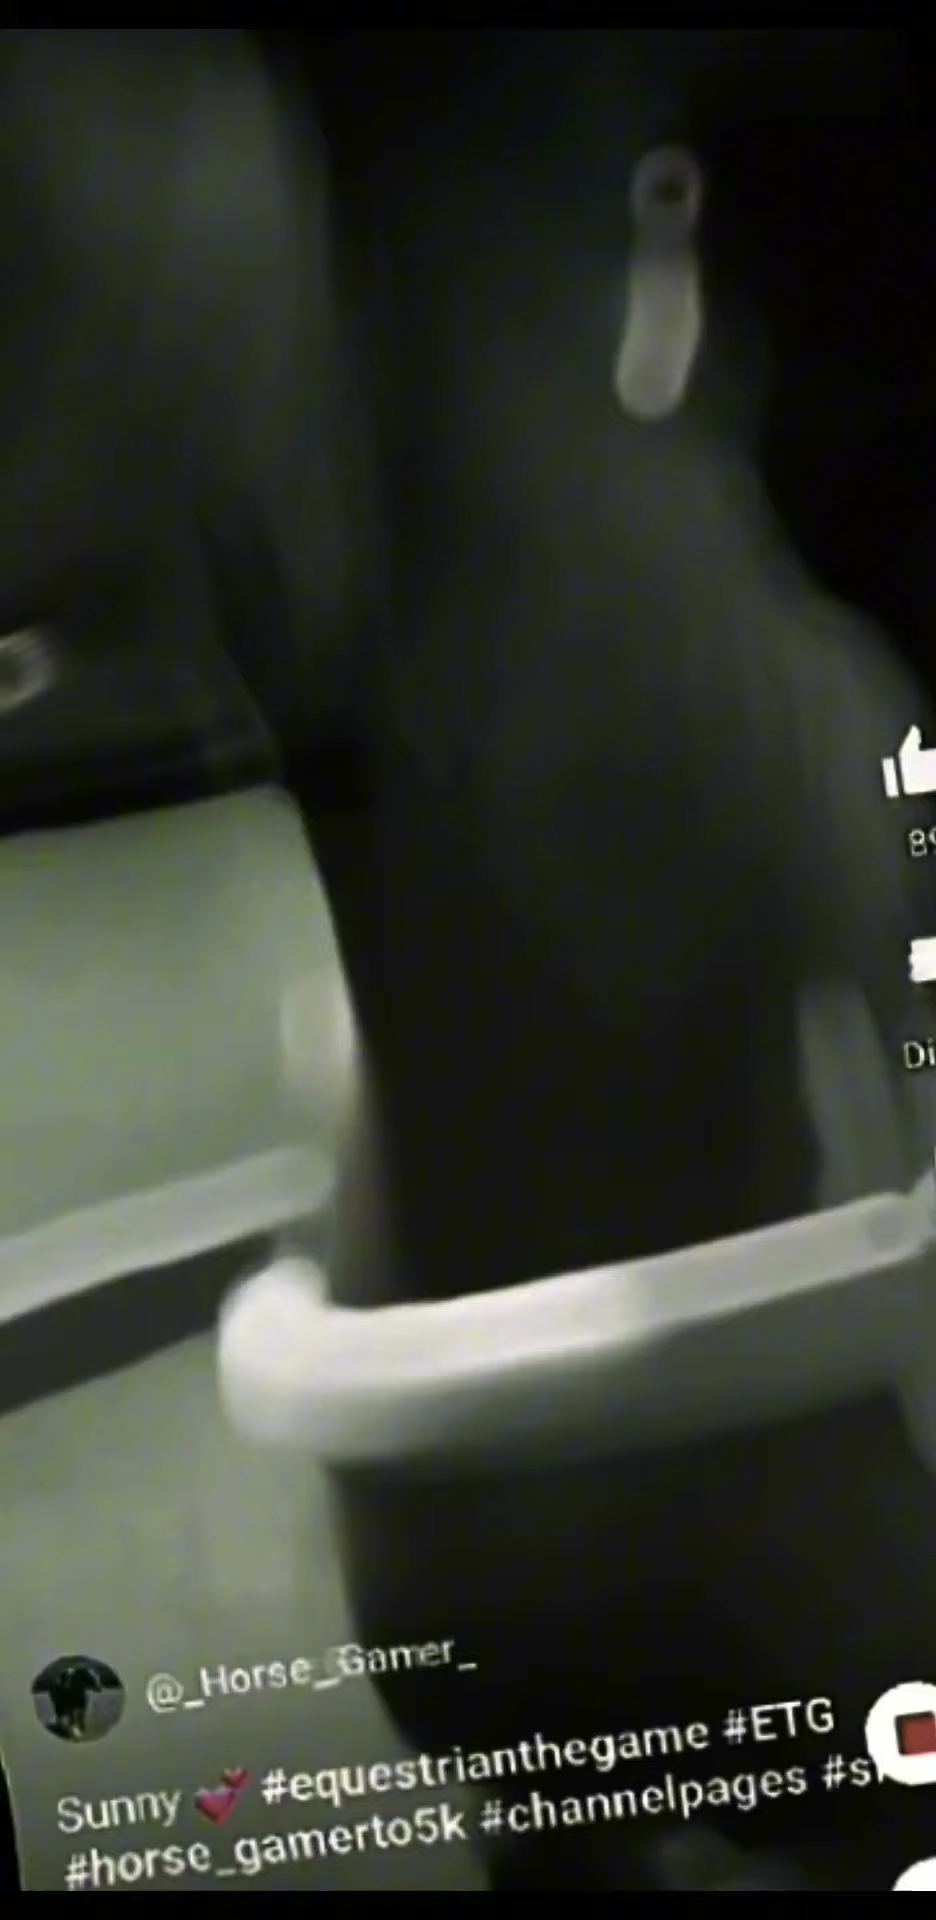 @_Horse_Gamer_
Sunny 💕 #equestrianthegame #ETG
#horse_gamerto5k #channelpages